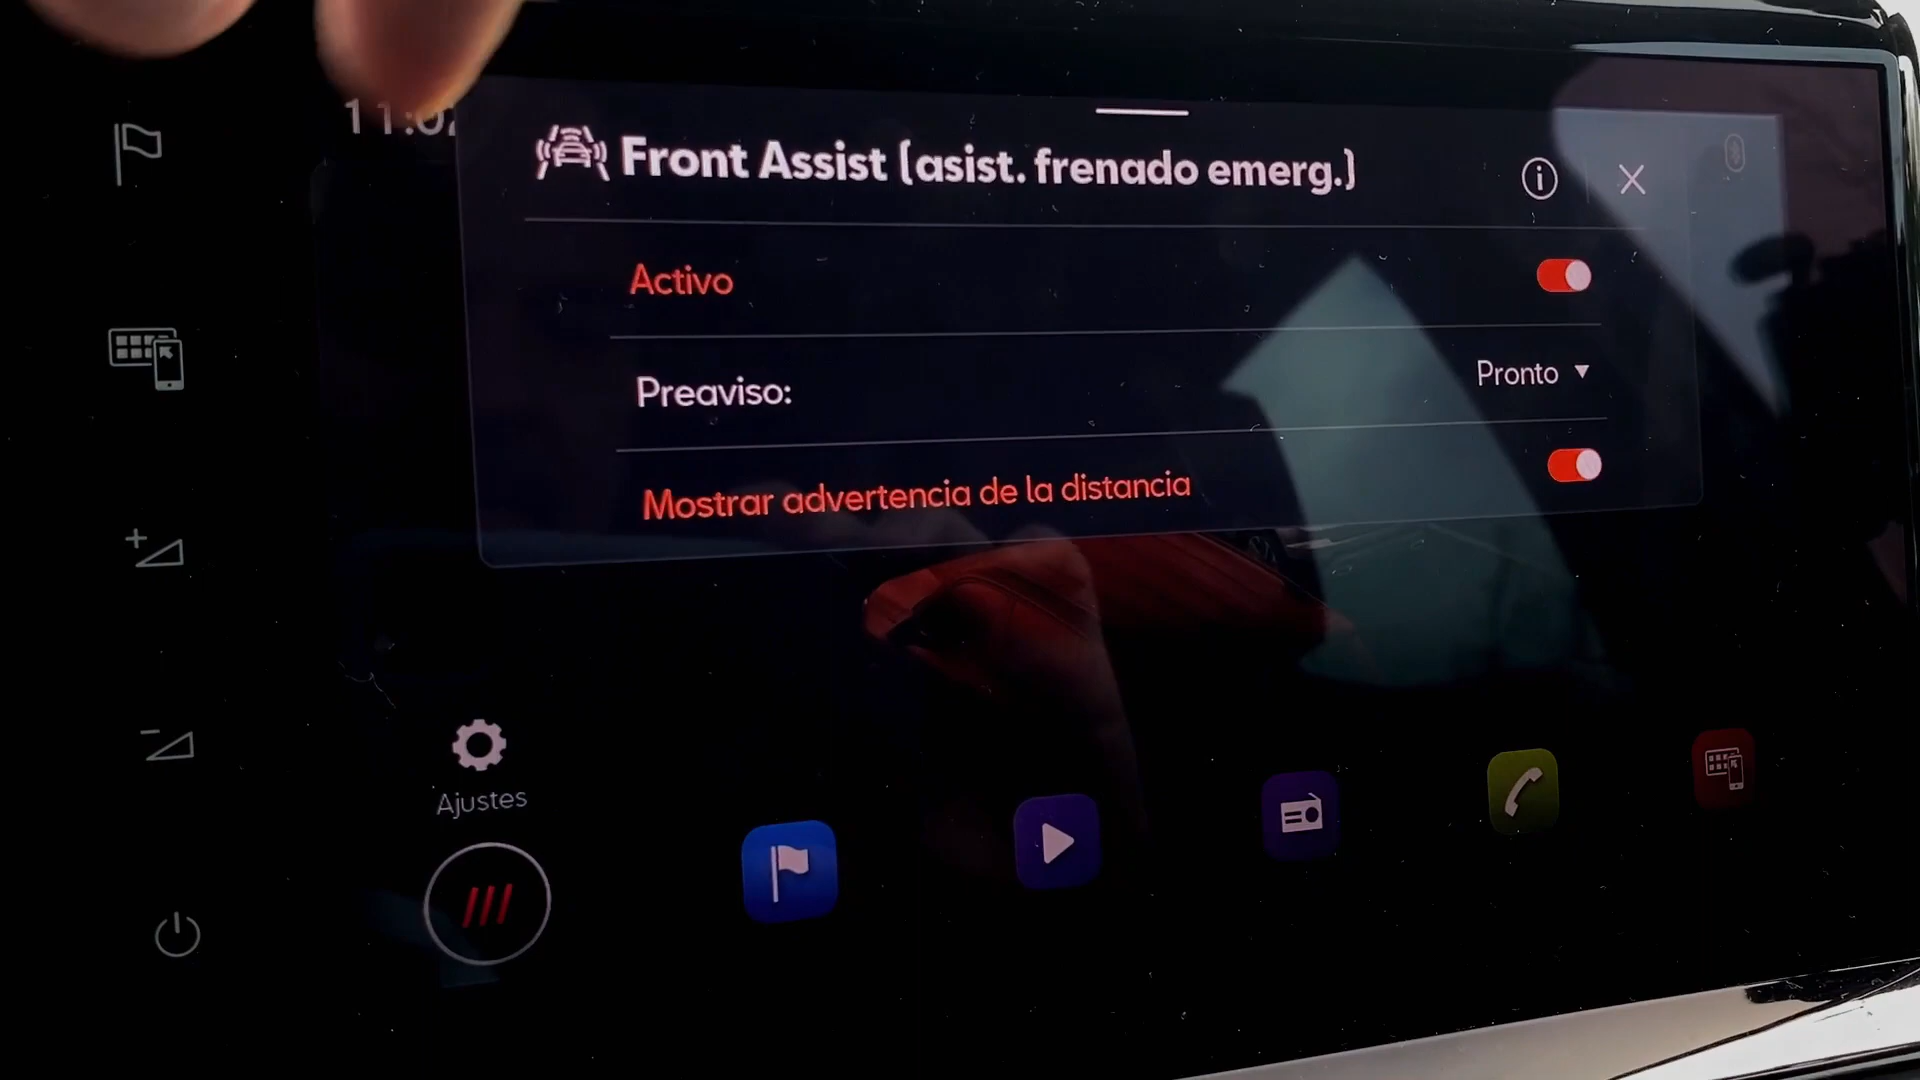 Front Assist (asist. frenado emerg.)
Activo
Preaviso:
Pronto
Mostrar advertencia de la distancia
Ajustes